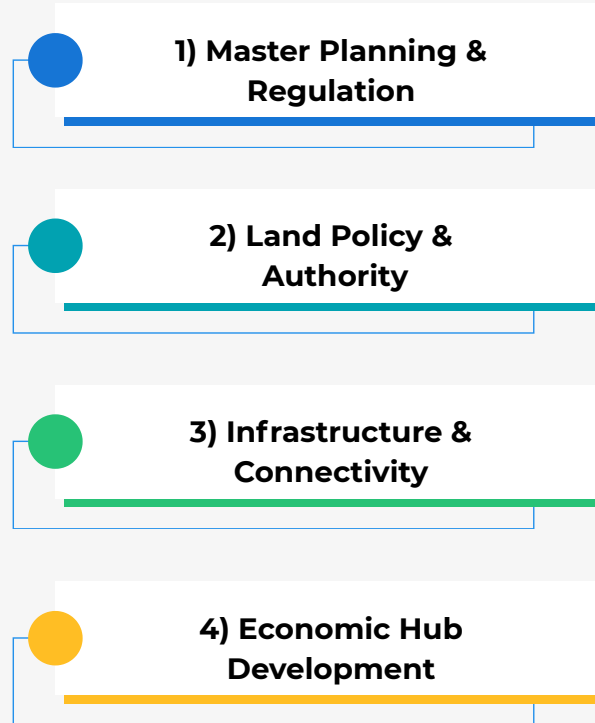 1) Master Planning &
Regulation
2) Land Policy &
Authority
3) Infrastructure &
Connectivity
4) Economic Hub
Development